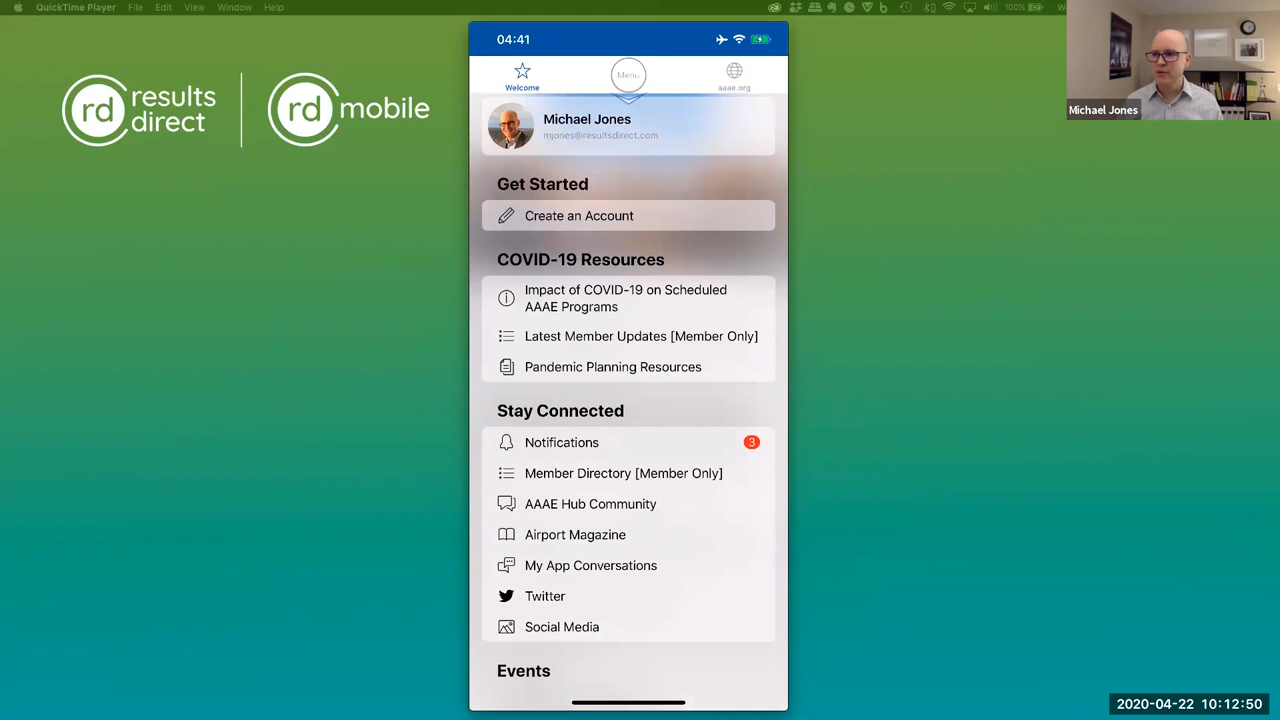 QuickTime Player File Edit View Window Help
100%
results
direct
rd
rd
mobile
04:41
Welcome
Menu
aaae.org
Michael Jones
mjones@resultsdirect.com
Get Started
Create an Account
COVID-19 Resources
Impact of COVID-19 on Scheduled
AAAE Programs
Latest Member Updates [Member Only]
Pandemic Planning Resources
Stay Connected
Notifications
3
Member Directory [Member Only]
AAAE Hub Community
Airport Magazine
My App Conversations
Twitter
Social Media
Events
Michael Jones
2020-04-22 10:12:50